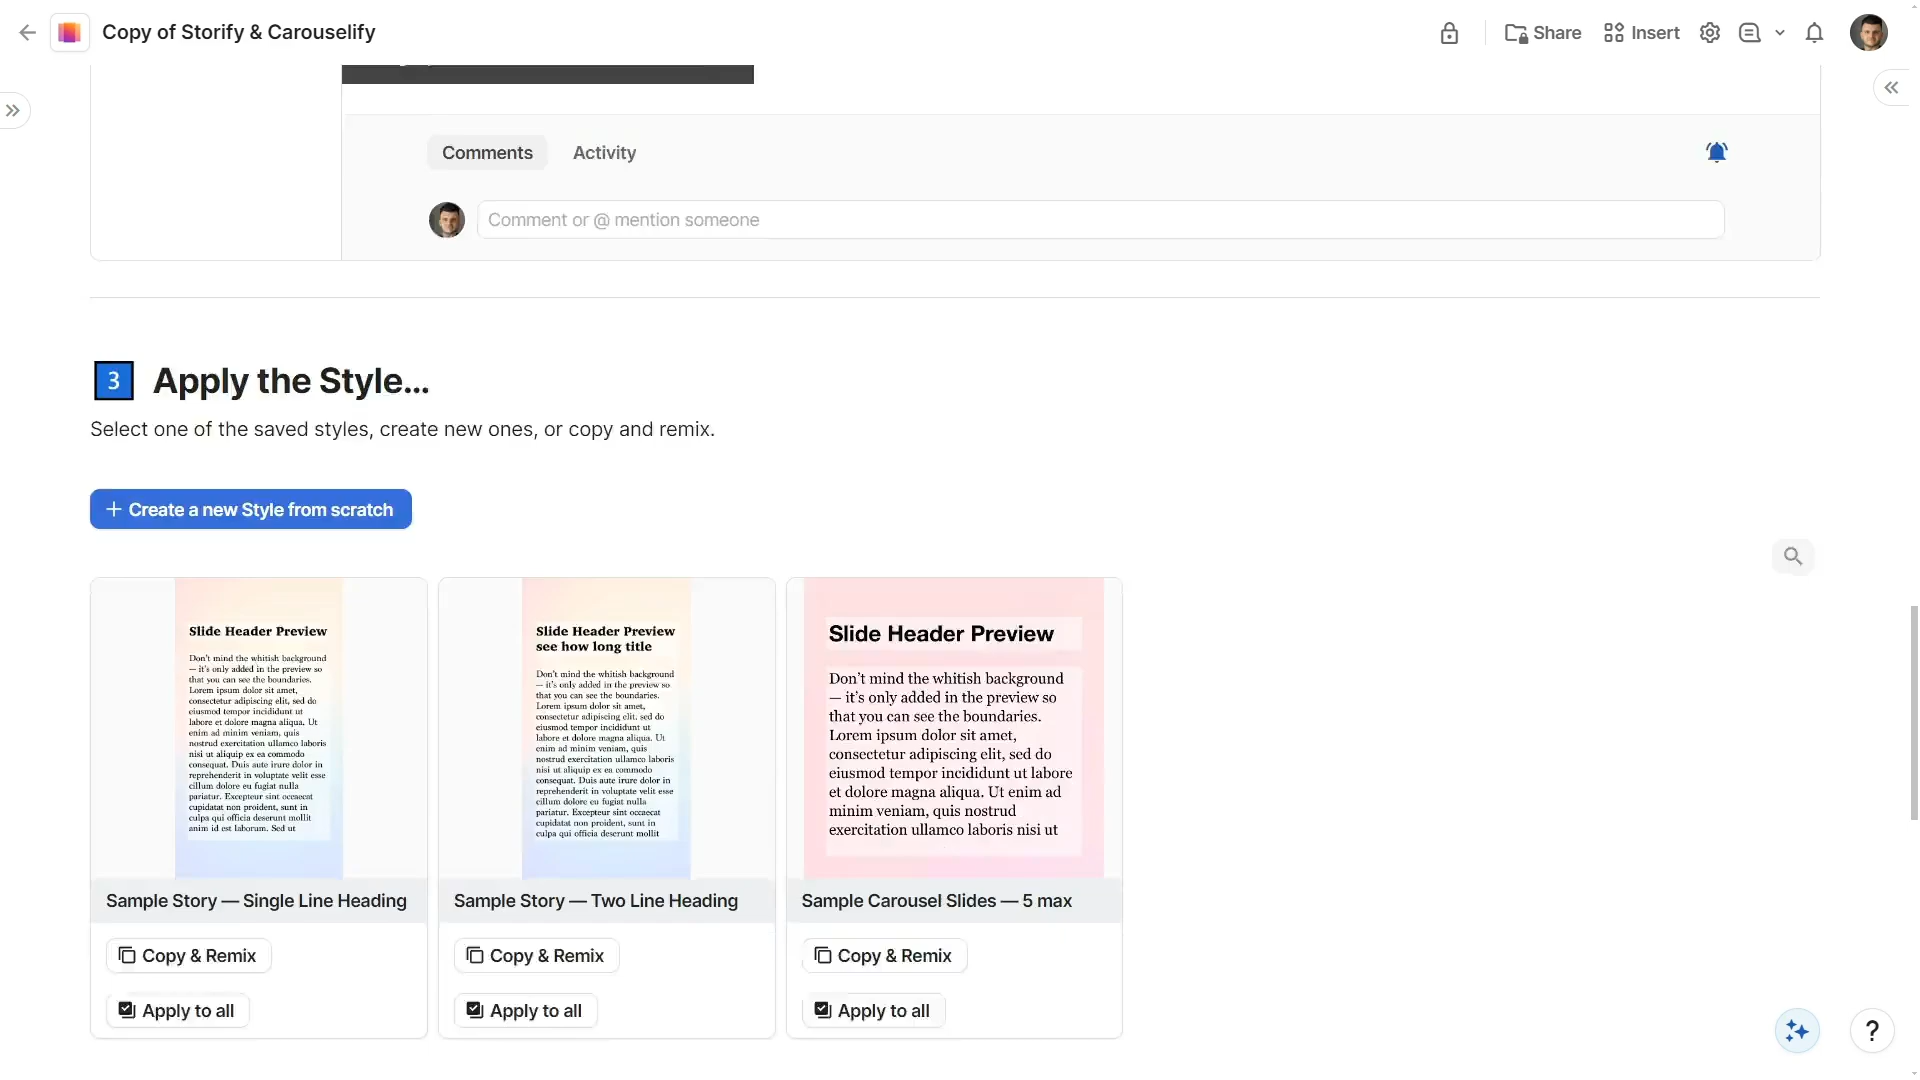 Copy of Storify & Carouselify
Share
Insert
Comments
Activity
Comment or @ mention someone
3
Apply the Style...
Select one of the saved styles, create new ones, or copy and remix.
+ Create a new Style from scratch
Slide Header Preview
Don't mind the whitish background
— it's only added in the preview so
that you can see the boundaries.
Lorem ipsum dolor sit amet,
consectetur adipiscing elit, sed do
eiusmod tempor incididunt ut
labore et dolore magna aliqua. Ut
enim ad minim veniam, quis
nostrud exercitation ullamco laboris
nisi ut aliquip ex ea commodo
consequat. Duis aute irure dolor in
reprehenderit in voluptate velit esse
cillum dolore eu fugiat nulla
pariatur. Excepteur sint occaecat
cupidatat non proident, sunt in
culpa qui officia deserunt mollit
anim id est laborum. Sed ut
Sample Story — Single Line Heading
Copy & Remix
Apply to all
Slide Header Preview
see how long title
Don't mind the whitish background
— it's only added in the preview so
that you can see the boundaries.
Lorem ipsum dolor sit amet,
consectetur adipiscing elit, sed do
eiusmod tempor incididunt ut
labore et dolore magna aliqua. Ut
enim ad minim veniam, quis
nostrud exercitation ullamco laboris
nisi ut aliquip ex ea commodo
consequat. Duis aute irure dolor in
reprehenderit in voluptate velit esse
cillum dolore eu fugiat nulla
pariatur. Excepteur sint occaecat
cupidatat non proident, sunt in
culpa qui officia deserunt mollit
Sample Story — Two Line Heading
Copy & Remix
Apply to all
Slide Header Preview
Don't mind the whitish background
— it's only added in the preview so
that you can see the boundaries.
Lorem ipsum dolor sit amet,
consectetur adipiscing elit, sed do
eiusmod tempor incididunt ut labore
et dolore magna aliqua. Ut enim ad
minim veniam, quis nostrud
exercitation ullamco laboris nisi ut
Sample Carousel Slides — 5 max
Copy & Remix
Apply to all
?